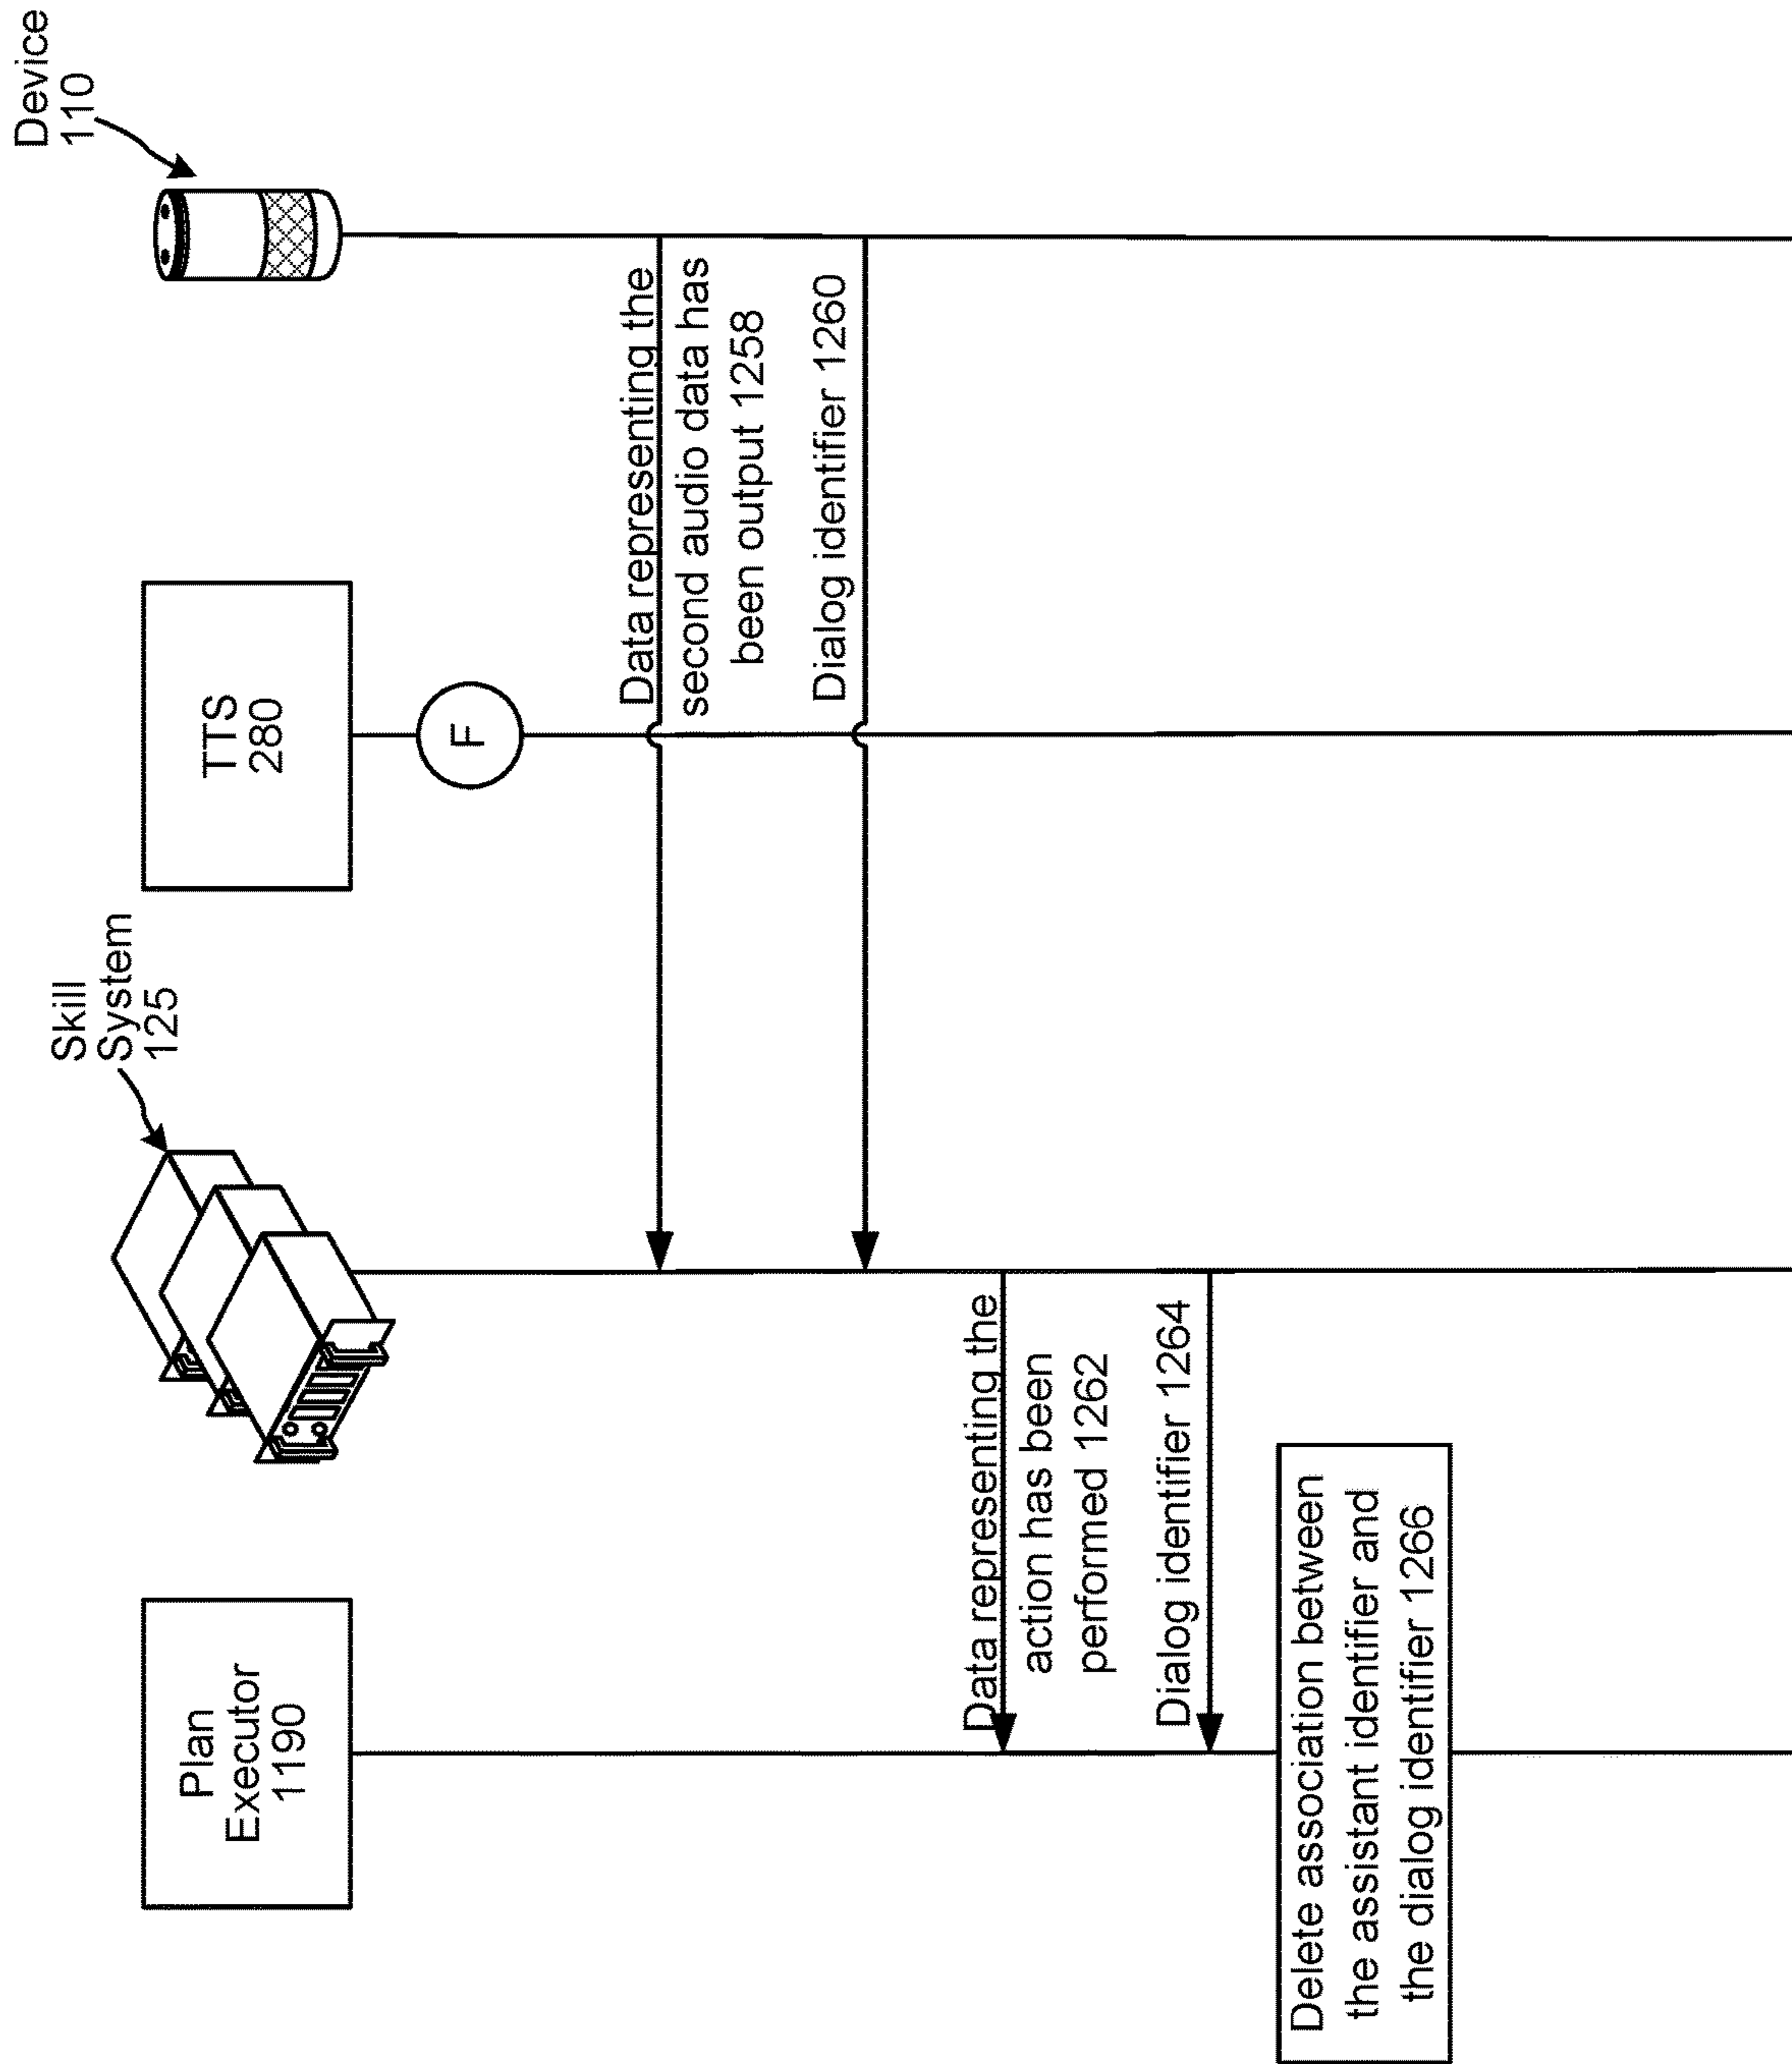 Plan
Executor
1190
Skill
System
125
TTS
280
Device
110
F
Data representing the
second audio data has
been output 1258
Dialog identifier 1260
Data representing the
action has been
performed 1262
Dialog identifier 1264
Delete association between
the assistant identifier and
the dialog identifier 1266